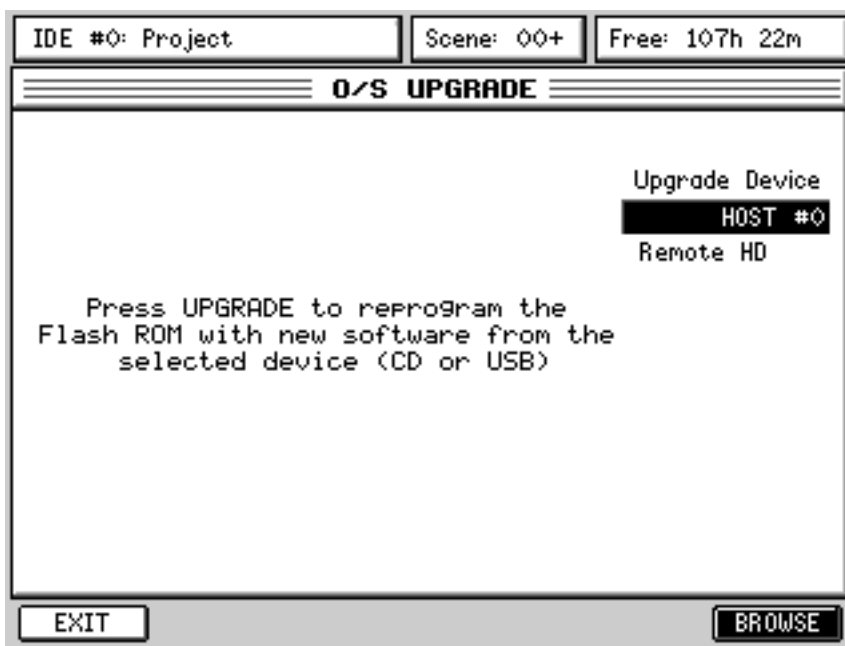 IDE #0: Project
Scene: 00+
Free: 107h 22m
O/S UPGRADE
Upgrade Device
HOST #0
Remote HD
Press UPGRADE to reprogram the
Flash ROM with new software from the
selected device (CD or USB)
EXIT
BROWSE